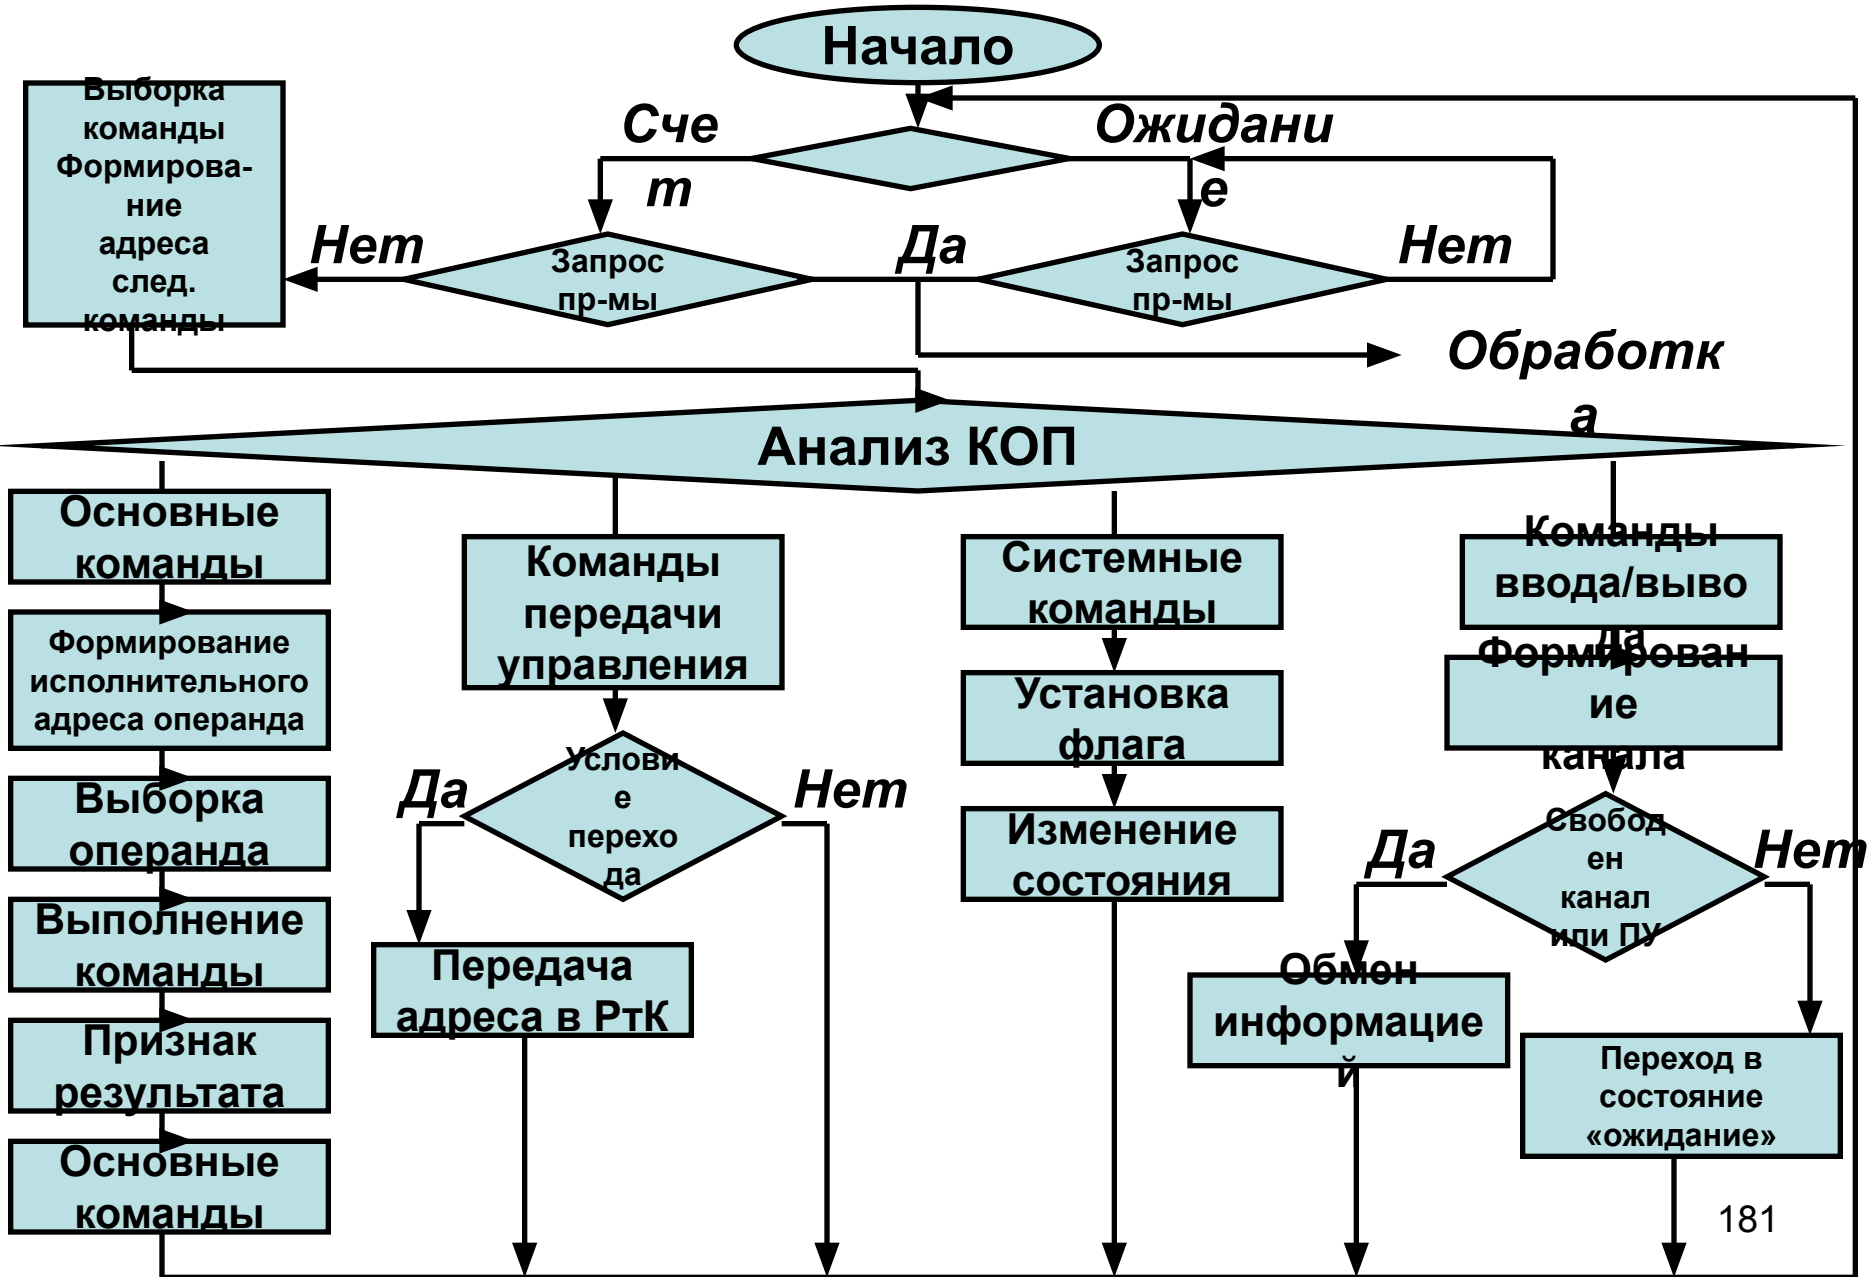 Начало
Выборка
команды
Формирова-
ние
адреса
след.
команды
Сче
т
Ожидани
е
Нет
Запрос
пр-мы
Да
Запрос
пр-мы
Нет
Обработк
а
Анализ КОП
Основные
команды
Формирование
исполнительного
адреса операнда
Выборка
операнда
Выполнение
команды
Признак
результата
Основные
команды
Команды
передачи
управления
Да
Услови
е
перехо
да
Нет
Передача
адреса в РтК
Системные
команды
Установка
флага
Изменение
состояния
Команды
ввода/выво
да
Формирован
ие
канала
Да
Свобод
ен
канал
или ПУ
Нет
Обмен
информацие
й
Переход в
состояние
«ожидание»
181